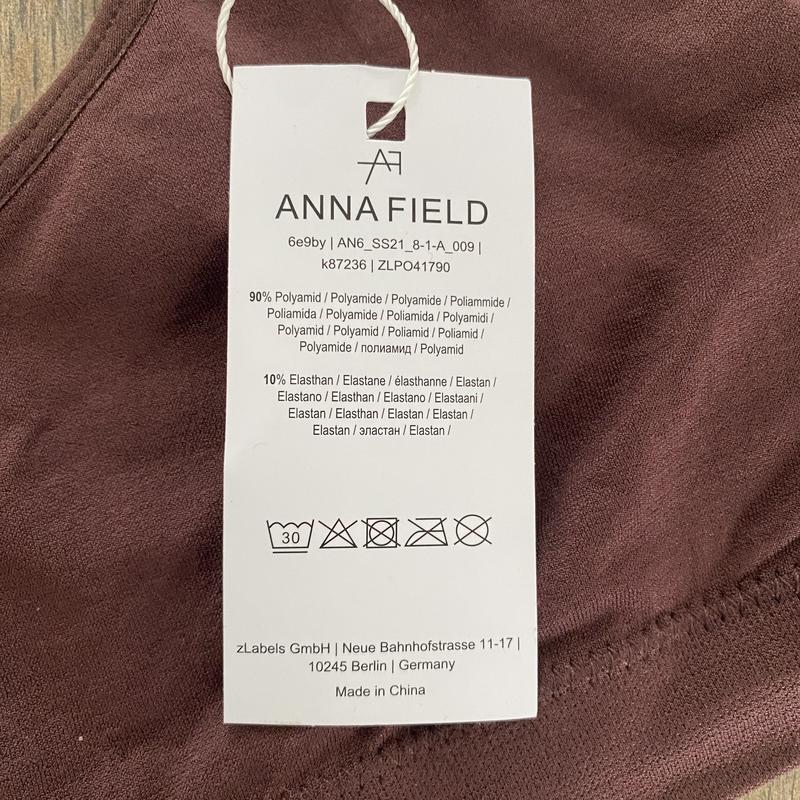 AF
ANNA FIELD
6e9by | AN6_SS21_8-1-A_009 |
k87236 | ZLPO41790
90% Polyamid / Polyamide / Polyamide / Poliammide /
Poliamida / Polyamide / Poliamida / Polyamidi /
Polyamid / Polyamid / Poliamid / Poliamid /
Polyamide / полиамид / Polyamid
10% Elasthan / Elastane / élasthanne / Elastan /
Elastano / Elasthan / Elastano / Elastaani /
Elastan / Elasthan / Elastan / Elastan /
Elastan / эластан / Elastan /
30
zLabels GmbH | Neue Bahnhofstrasse 11-17 |
10245 Berlin | Germany
Made in China